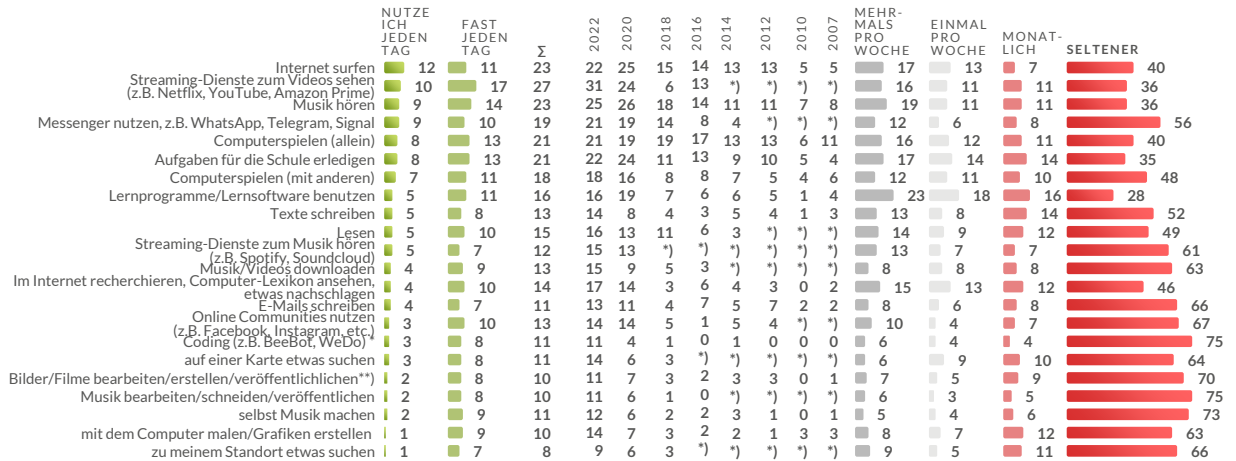 NUTZE ICH JEDEN TAG FAST JEDEN TAG Σ 2022 2020 2018 2016 2014 2012 2010 2007 MEHR-MALS PRO WOCHE EINMAL PRO WOCHE MONAT-LICH SELTENER
Internet surfen 12 11 23 22 25 15 14 13 13 5 5 17 13 7 40
Streaming-Dienste zum Videos sehen
(z.B. Netflix, YouTube, Amazon Prime) 10 17 27 31 24 6 13 *) *) *) *) 16 11 11 36
Musik hören 9 14 23 25 26 18 14 11 11 7 8 19 11 11 36
Messenger nutzen, z.B. WhatsApp, Telegram, Signal 9 10 19 21 19 14 8 4 *) *) *) 12 6 8 56
Computerspielen (allein) 8 13 21 21 19 19 17 13 13 6 11 16 12 11 40
Aufgaben für die Schule erledigen 8 13 21 22 24 11 13 9 10 5 4 17 14 14 35
Computerspielen (mit anderen) 7 11 18 18 16 8 8 7 5 4 6 12 11 10 48
Lernprogramme/Lernsoftware benutzen 5 11 16 16 19 7 6 6 5 1 4 23 18 16 28
Texte schreiben 5 8 13 14 8 4 3 5 4 1 3 13 8 14 52
Lesen 5 10 15 16 13 11 6 3 *) *) *) 14 9 12 49
Streaming-Dienste zum Musik hören
(z.B. Spotify, Soundcloud) 5 7 12 15 13 *) *) *) *) *) *) 13 7 7 61
Musik/Videos downloaden 4 9 13 15 9 5 3 *) *) *) *) 8 8 8 63
Im Internet recherchieren, Computer-Lexikon ansehen,
etwas nachschlagen 4 10 14 17 14 3 6 4 3 0 2 15 13 12 46
E-Mails schreiben 4 7 11 13 11 4 7 5 7 2 2 8 6 8 66
Online Communities nutzen
(z.B. Facebook, Instagram, etc.) 3 10 13 14 14 5 1 5 4 *) *) 10 4 7 67
Coding (z.B. BeeBot, WeDo) * 3 8 11 11 4 1 0 1 0 0 0 6 4 4 75
auf einer Karte etwas suchen 3 8 11 14 6 3 *) *) *) *) *) 6 9 10 64
Bilder/Filme bearbeiten/erstellen/veröffentlichlichen**) 2 8 10 11 7 3 2 3 3 0 1 7 5 9 70
Musik bearbeiten/schneiden/veröffentlichen 2 8 10 11 6 1 0 *) *) *) *) 6 3 5 75
selbst Musik machen 2 9 11 12 6 2 2 3 1 0 1 5 4 6 73
mit dem Computer malen/Grafiken erstellen 1 9 10 14 7 3 2 2 1 3 3 8 7 12 63
zu meinem Standort etwas suchen 1 7 8 9 6 3 *) *) *) *) *) 9 5 11 66